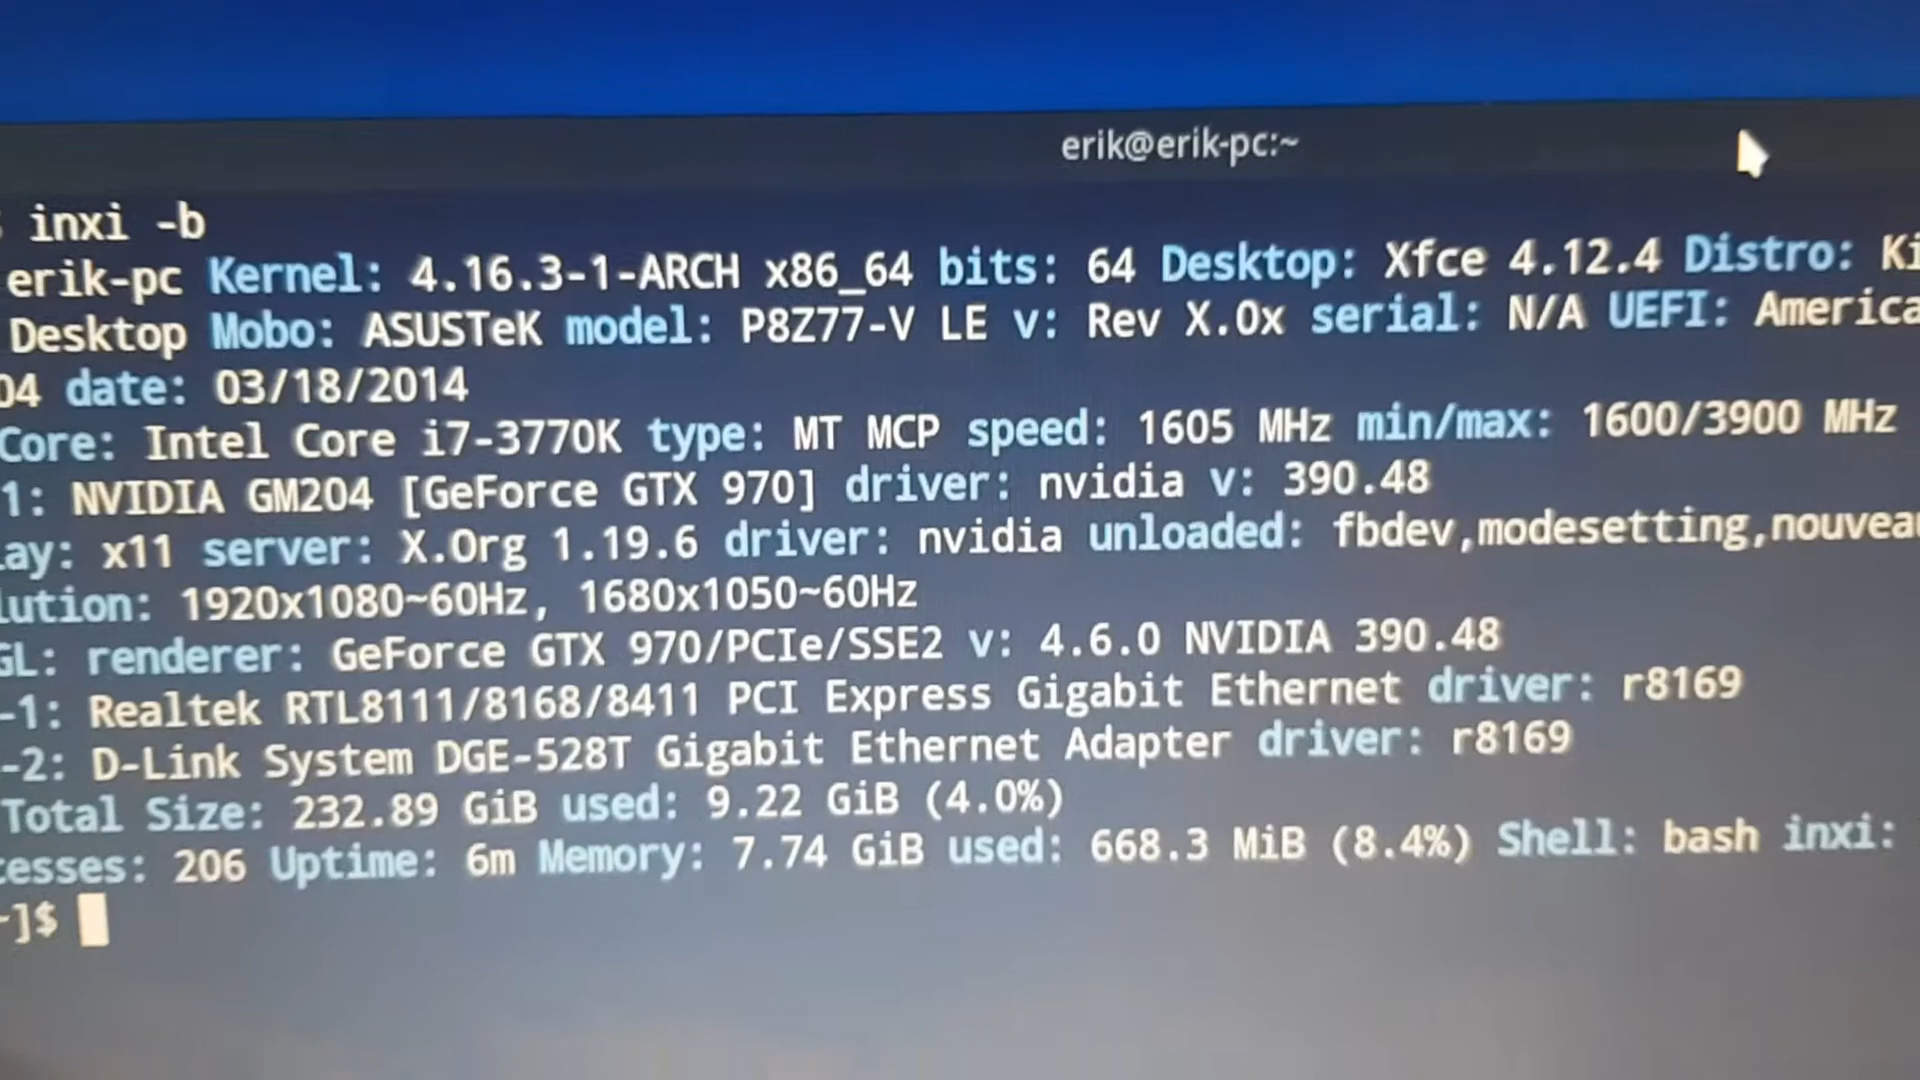 erik@erik-pc:~
inxi -b
erik-pc Kernel: 4.16.3-1-ARCH x86_64 bits: 64 Desktop: Xfce 4.12.4 Distro:
Desktop Mobo: ASUSTeK model: P8Z77-V LE v: Rev X.0x serial: N/A UEFI: America
04 date: 03/18/2014
Core: Intel Core i7-3770K type: MT MCP speed: 1605 MHz min/max: 1600/3900 MHz
1: NVIDIA GM204 [GeForce GTX 970] driver: nvidia v: 390.48
lay: x11 server: X.Org 1.19.6 driver: nvidia unloaded: fbdev,modesetting,nouveau
lution: 1920x1080~60Hz, 1680x1050~60Hz
GL: renderer: GeForce GTX 970/PCIe/SSE2 v: 4.6.0 NVIDIA 390.48
-1: Realtek RTL8111/8168/8411 PCI Express Gigabit Ethernet driver: r8169
-2: D-Link System DGE-528T Gigabit Ethernet Adapter driver: r8169
Total Size: 232.89 GiB used: 9.22 GiB (4.0%)
cesses: 206 Uptime: 6m Memory: 7.74 GiB used: 668.3 MiB (8.4%) Shell: bash inxi:
~]$